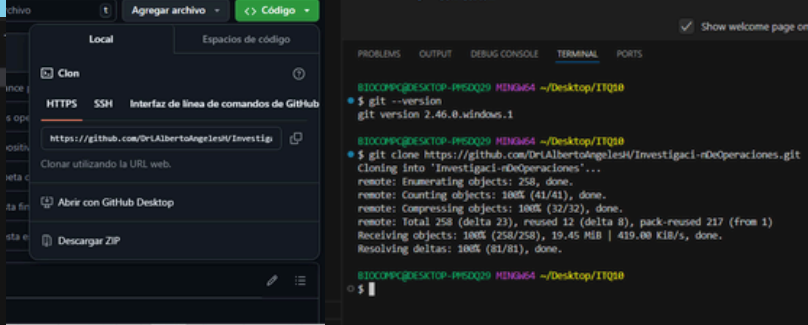 rchivo
t
Agregar archivo
<> Código
Local
Espacios de código
Clon
HTTPS SSH Interfaz de línea de comandos de GitHub
https://github.com/DrLAlbertoAngelesH/Investiga
Clonar utilizando la URL web.
Abrir con GitHub Desktop
Descargar ZIP
Show welcome page on
PROBLEMS OUTPUT DEBUG CONSOLE TERMINAL PORTS
BIOCOMPC@DESKTOP-PMSDQ29 MINGW64 ~/Desktop/ITQ10
$ git --version
git version 2.46.0.windows.1
BIOCOMPC@DESKTOP-PMSDQ29 MINGW64 ~/Desktop/ITQ10
$ git clone https://github.com/DrLAlbertoAngelesH/Investigaci-nDeOperaciones.git
Cloning into 'Investigaci-nDeOperaciones'...
remote: Enumerating objects: 258, done.
remote: Counting objects: 100% (41/41), done.
remote: Compressing objects: 100% (32/32), done.
remote: Total 258 (delta 23), reused 12 (delta 8), pack-reused 217 (from 1)
Receiving objects: 100% (258/258), 19.45 MiB | 419.00 KiB/s, done.
Resolving deltas: 100% (81/81), done.
BIOCOMPC@DESKTOP-PMSDQ29 MINGW64 ~/Desktop/ITQ10
$